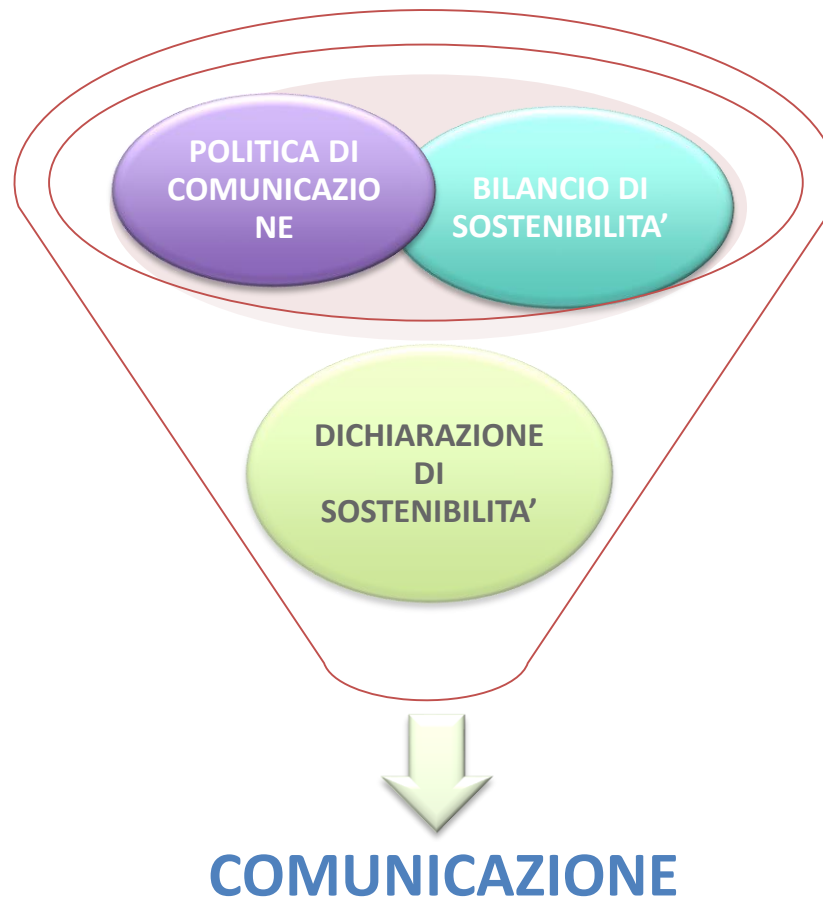 POLITICA DI
COMUNICAZIO
NE
BILANCIO DI
SOSTENIBILITA’
DICHIARAZIONE
DI
SOSTENIBILITA’
COMUNICAZIONE